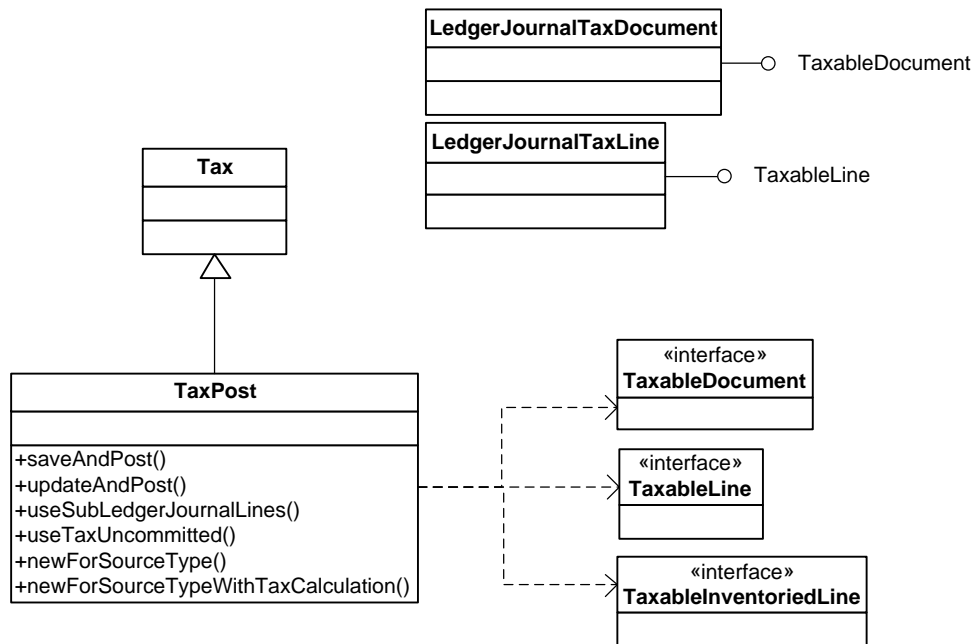 LedgerJournalTaxDocument
TaxableDocument
LedgerJournalTaxLine
TaxableLine
Tax
TaxPost
+saveAndPost()
+updateAndPost()
+useSubLedgerJournalLines()
+useTaxUncommitted()
+newForSourceType()
+newForSourceTypeWithTaxCalculation()
«interface»
TaxableDocument
«interface»
TaxableLine
«interface»
TaxableInventoriedLine